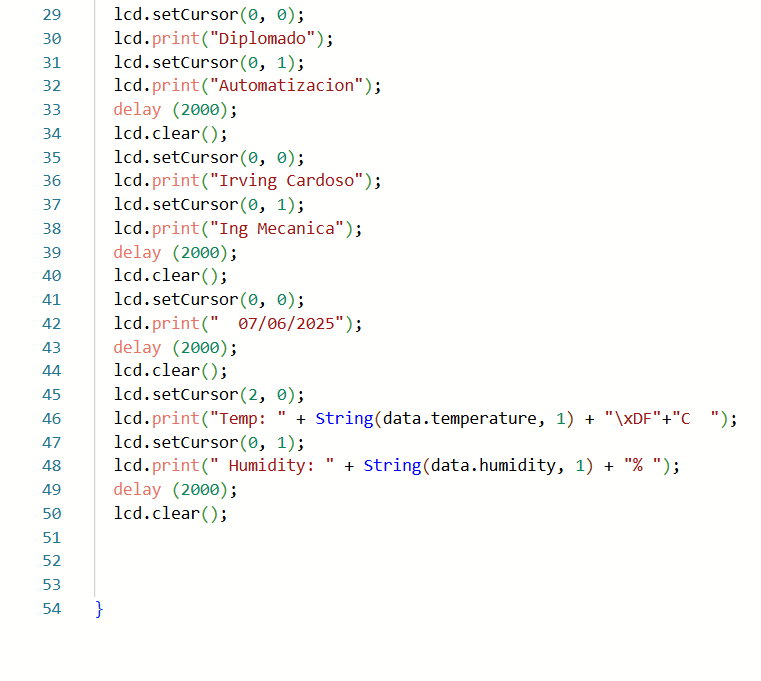 29 lcd.setCursor(0, 0);
30 lcd.print("Diplomado");
31 lcd.setCursor(0, 1);
32 lcd.print("Automatizacion");
33 delay (2000);
34 lcd.clear();
35 lcd.setCursor(0, 0);
36 lcd.print("Irving Cardoso");
37 lcd.setCursor(0, 1);
38 lcd.print("Ing Mecanica");
39 delay (2000);
40 lcd.clear();
41 lcd.setCursor(0, 0);
42 lcd.print("  07/06/2025");
43 delay (2000);
44 lcd.clear();
45 lcd.setCursor(2, 0);
46 lcd.print("Temp: " + String(data.temperature, 1) + "\xDF"+"C  ");
47 lcd.setCursor(0, 1);
48 lcd.print(" Humidity: " + String(data.humidity, 1) + "% ");
49 delay (2000);
50 lcd.clear();
51
52
53
54 }